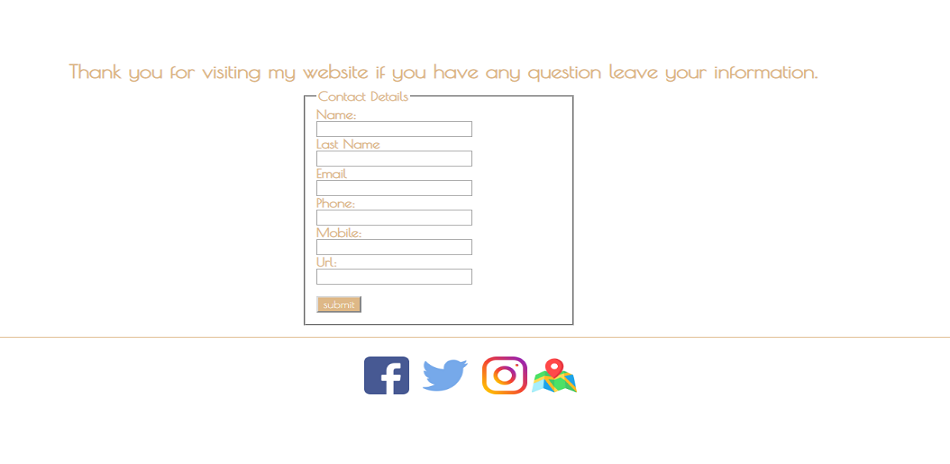 Thank you for visiting my website if you have any question leave your information.
Contact Details
Name:
Last Name
Email
Phone:
Mobile:
Url:
submit